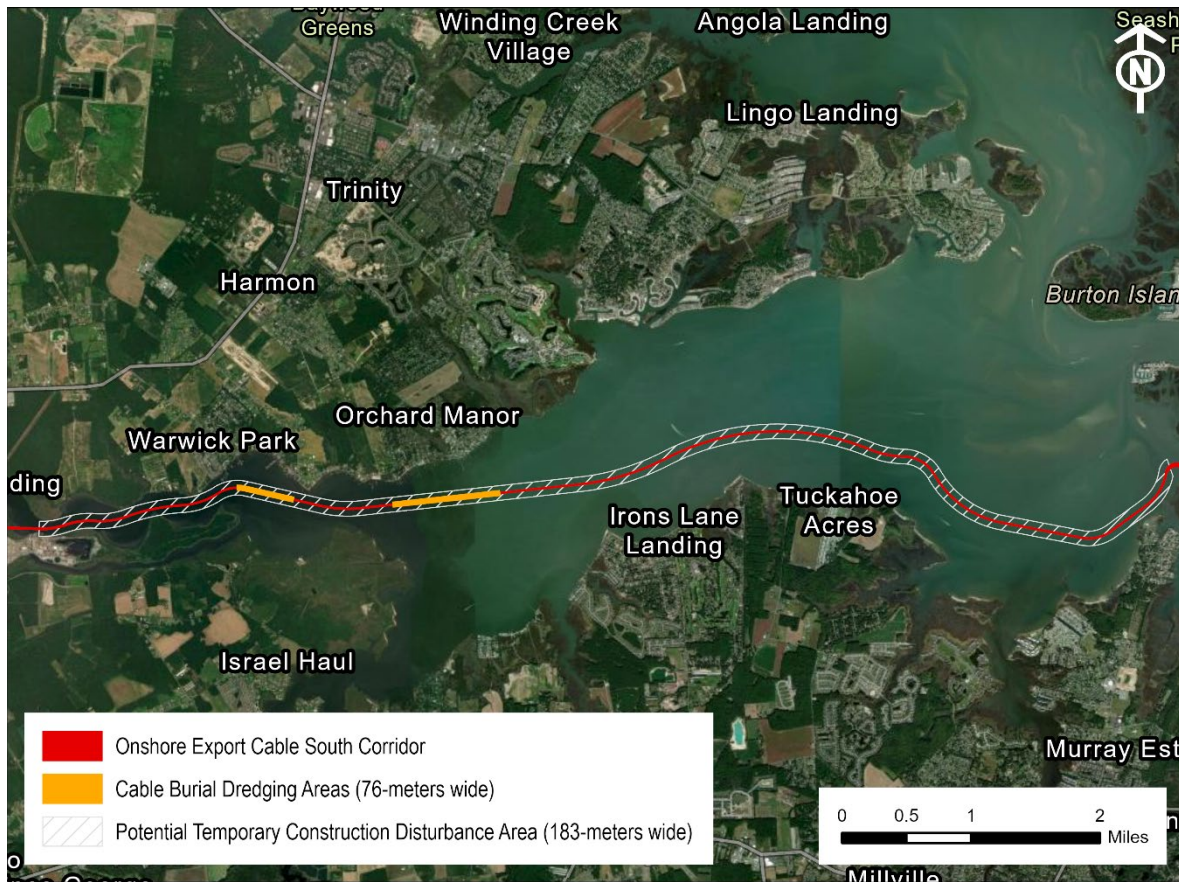 Greens
Winding Creek
Village
Angola Landing
Seash
P
N
Lingo Landing
Trinity
Harmon
Burton Islan
Orchard Manor
Warwick Park
ding
Irons Lane
Landing
Tuckahoe
Acres
Israel Haul
Murray Est
Onshore Export Cable South Corridor
Cable Burial Dredging Areas (76-meters wide)
Potential Temporary Construction Disturbance Area (183-meters wide)
0 0.5 1 2
Miles
n
o
Millville